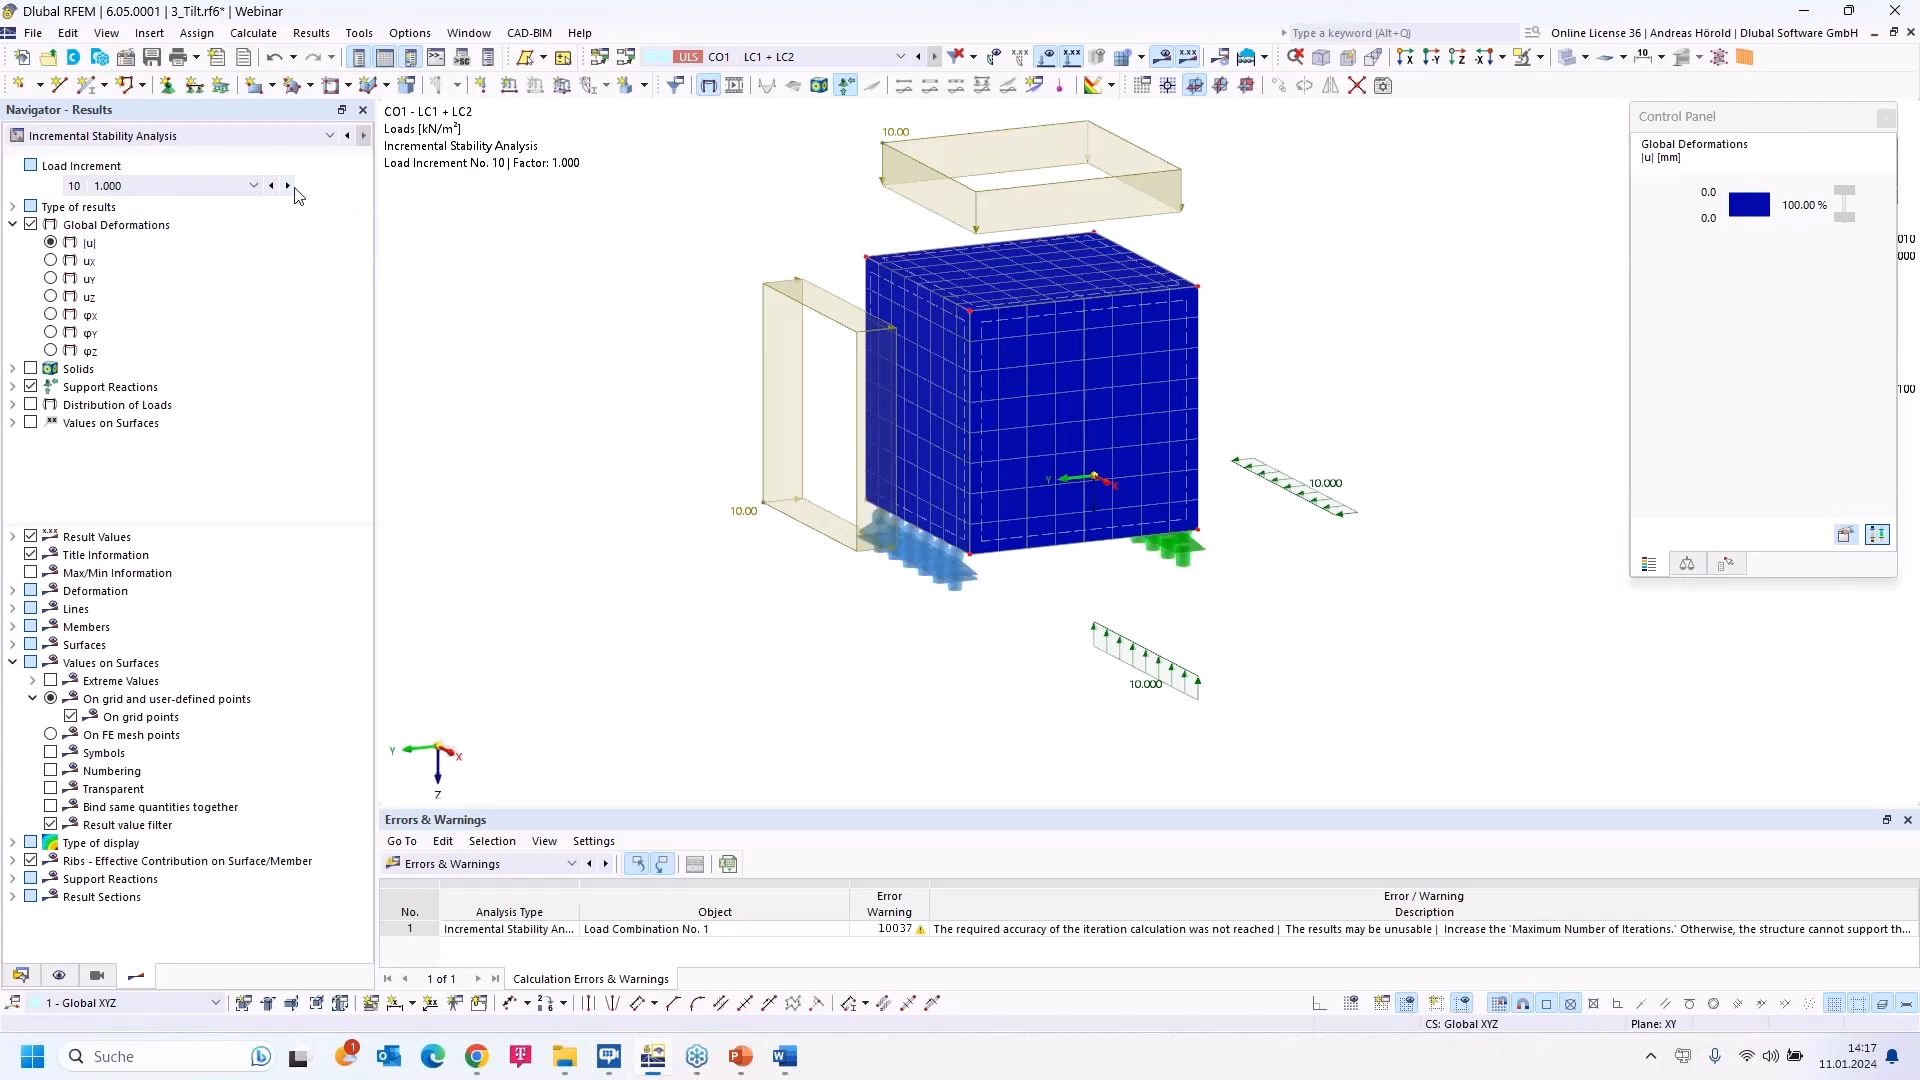 Dlubal RFEM | 6.05.0001 | 3_Tilt.rf6* | Webinar
File Edit View Insert Assign Calculate Results Tools Options Window CAD-BIM Help
Type a keyword (Alt+Q)
Online License 36 | Andreas Hörold | Dlubal Software GmbH
ULS CO1 LC1 + LC2
Navigator - Results
Incremental Stability Analysis
Load Increment
10 1.000
Type of results
Global Deformations
|u|
uX
uY
uZ
φX
φY
φZ
Solids
Support Reactions
Distribution of Loads
Values on Surfaces
Result Values
Title Information
Max/Min Information
Deformation
Lines
Members
Surfaces
Values on Surfaces
Extreme Values
On grid and user-defined points
On grid points
On FE mesh points
Symbols
Numbering
Transparent
Bind same quantities together
Result value filter
Type of display
Ribs - Effective Contribution on Surface/Member
Support Reactions
Result Sections
CO1 - LC1 + LC2
Loads [kN/m²]
Incremental Stability Analysis
Load Increment No. 10 | Factor: 1.000
10.00
10.00
10.000
10.000
Y
X
Y
X
Z
Control Panel
Global Deformations
|u| [mm]
0.0
0.0
100.00 %
010
000
100
Errors & Warnings
Go To Edit Selection View Settings
Errors & Warnings
No. Analysis Type Object Error Warning Error / Warning Description
1 Incremental Stability An... Load Combination No. 1 10037 The required accuracy of the iteration calculation was not reached | The results may be unusable | Increase the 'Maximum Number of Iterations.' Otherwise, the structure cannot support th...
1 of 1 Calculation Errors & Warnings
1 - Global XYZ
CS: Global XYZ Plane: XY
Suche
1
14:17
11.01.2024